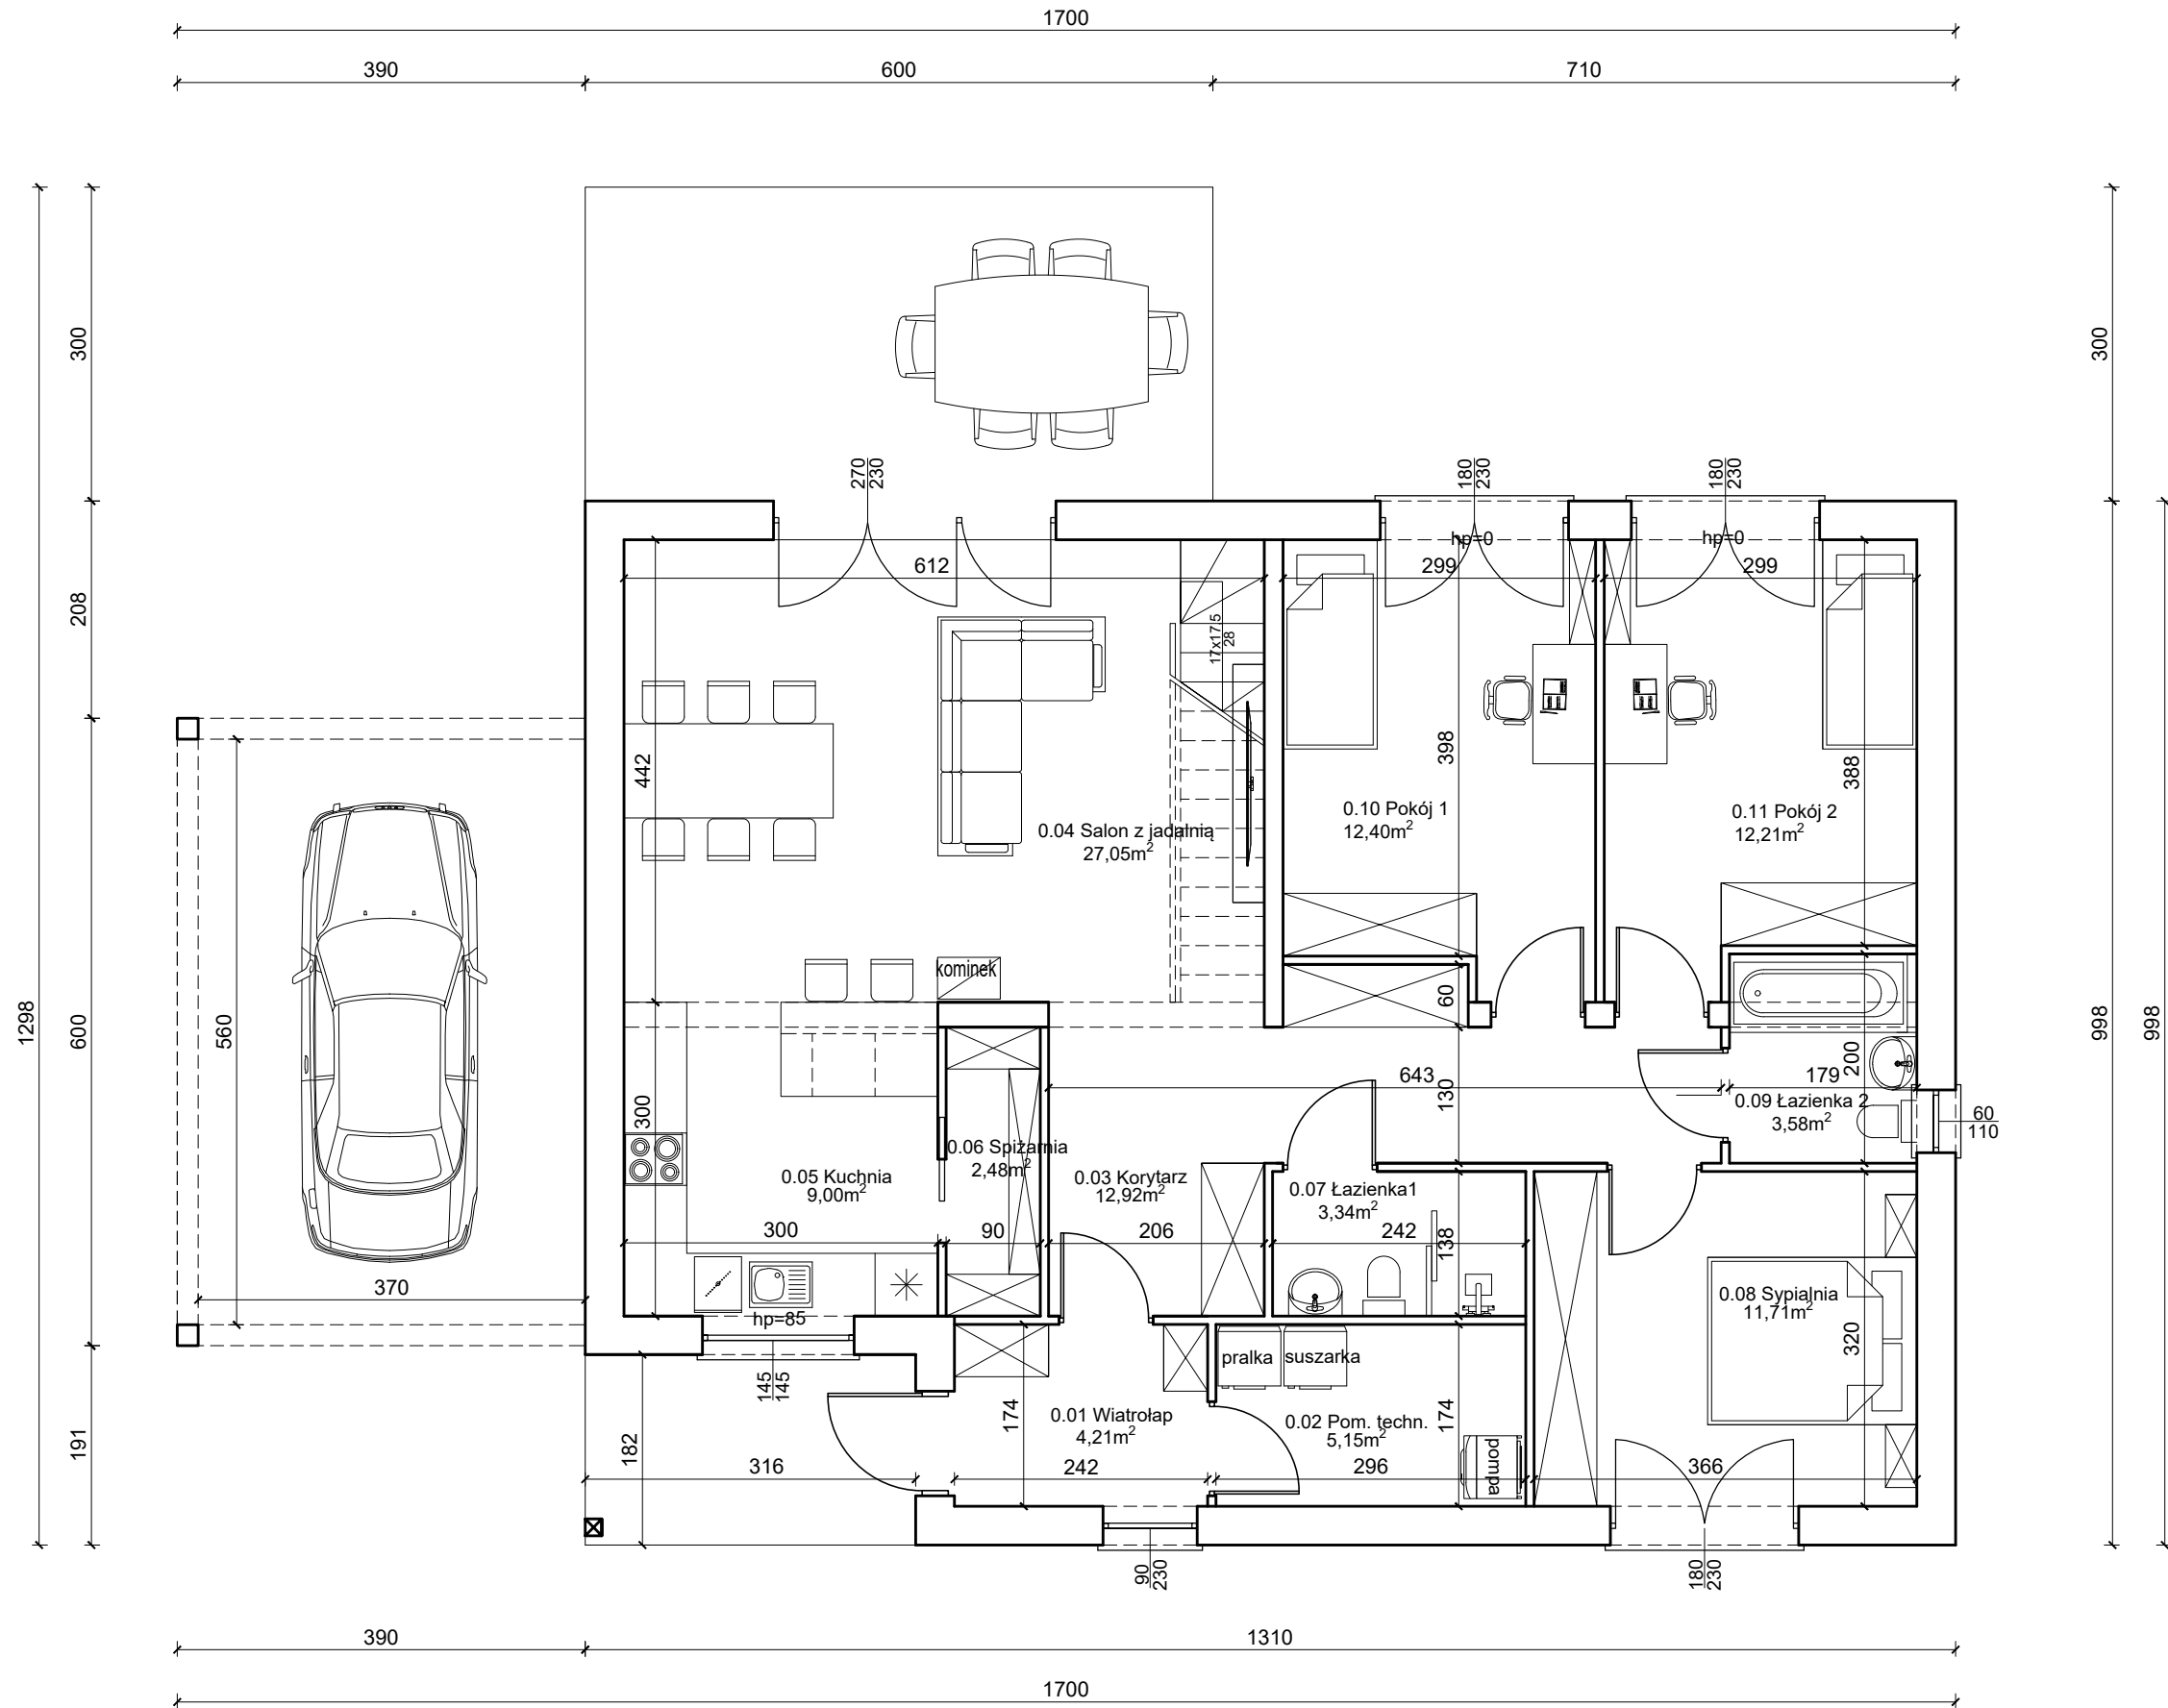 1700
390
600
710
300
300
270
230
180
230
180
230
hp=0
hp=0
612
299
299
208
17x17,5
28
442
398
388
0.04 Salon z jadalnią
27,05m²
0.10 Pokój 1
12,40m²
0.11 Pokój 2
12,21m²
kominek
1298
600
560
60
998
998
300
643
130
200
179
0.09 Łazienka 2
3,58m²
60
110
0.06 Spiżarnia
2,48m²
0.05 Kuchnia
9,00m²
0.03 Korytarz
12,92m²
0.07 Łazienka1
3,34m²
300
90
206
242
138
370
hp=85
0.08 Sypialnia
11,71m²
320
pralka
suszarka
145
145
191
182
174
0.01 Wiatrołap
4,21m²
0.02 Pom. techn.
5,15m²
174
pompa
316
242
296
366
90
230
180
230
390
1310
1700